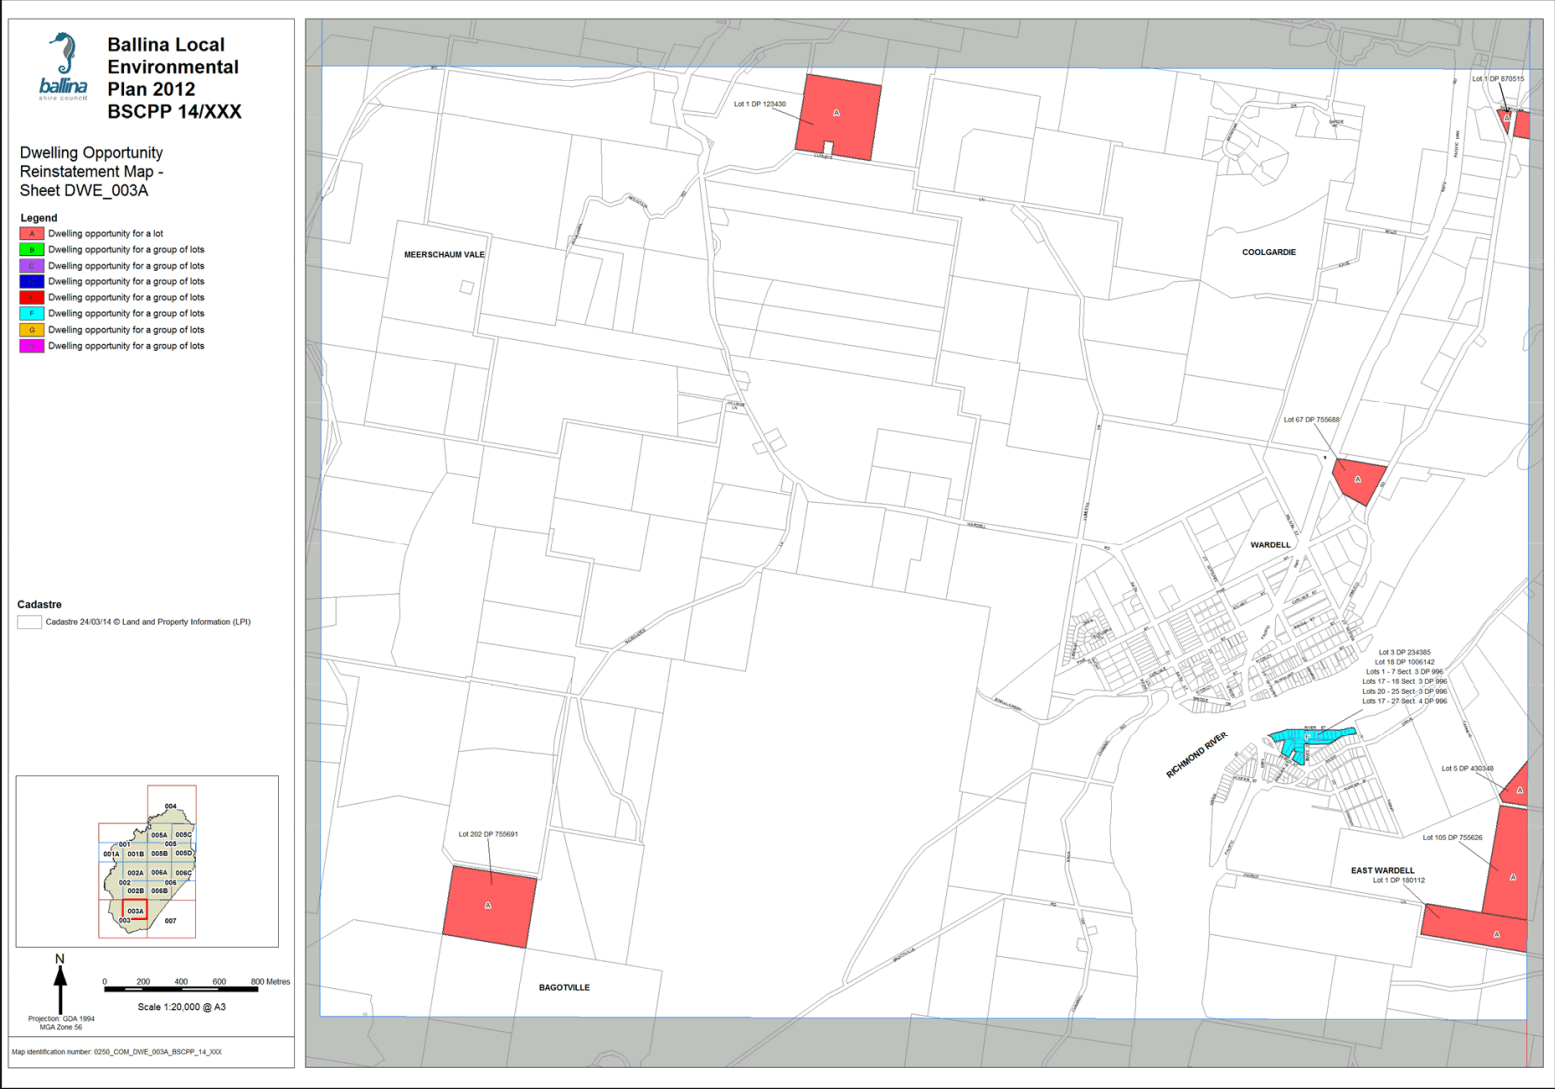 ballina
shire council
Ballina Local
Environmental
Plan 2012
BSCPP 14/XXX
Dwelling Opportunity
Reinstatement Map -
Sheet DWE_003A
Legend
A Dwelling opportunity for a lot
B Dwelling opportunity for a group of lots
C Dwelling opportunity for a group of lots
Dwelling opportunity for a group of lots
Dwelling opportunity for a group of lots
F Dwelling opportunity for a group of lots
G Dwelling opportunity for a group of lots
Dwelling opportunity for a group of lots
Cadastre
Cadastre 24/03/14 © Land and Property Information (LPI)
004
005A 005C
001 005
001A 001B 005B 005D
002A 006A 006C
002 006
002B 006B
003A
003 007
N
0 200 400 600 800 Metres
Scale 1:20,000 @ A3
Projection: GDA 1994
MGA Zone 56
Map identification number: 0250_COM_DWE_003A_BSCPP_14_XXX
Lot 1 DP 123430
A
Lot 1 DP 670515
A
MEERSCHAUM VALE
COOLGARDIE
Lot 67 DP 755688
A
WARDELL
Lot 3 DP 234385
Lot 18 DP 1006142
Lots 1 - 7 Sect. 3 DP 996
Lots 17 - 18 Sect. 3 DP 996
Lots 20 - 25 Sect. 3 DP 996
Lots 17 - 27 Sect. 4 DP 996
RICHMOND RIVER
RIVER ST
F
Lot 5 DP 430348
A
Lot 202 DP 755691
A
Lot 105 DP 755626
A
EAST WARDELL
Lot 1 DP 180112
A
BAGOTVILLE
HILLSIDE
LN
WARDELL
RD